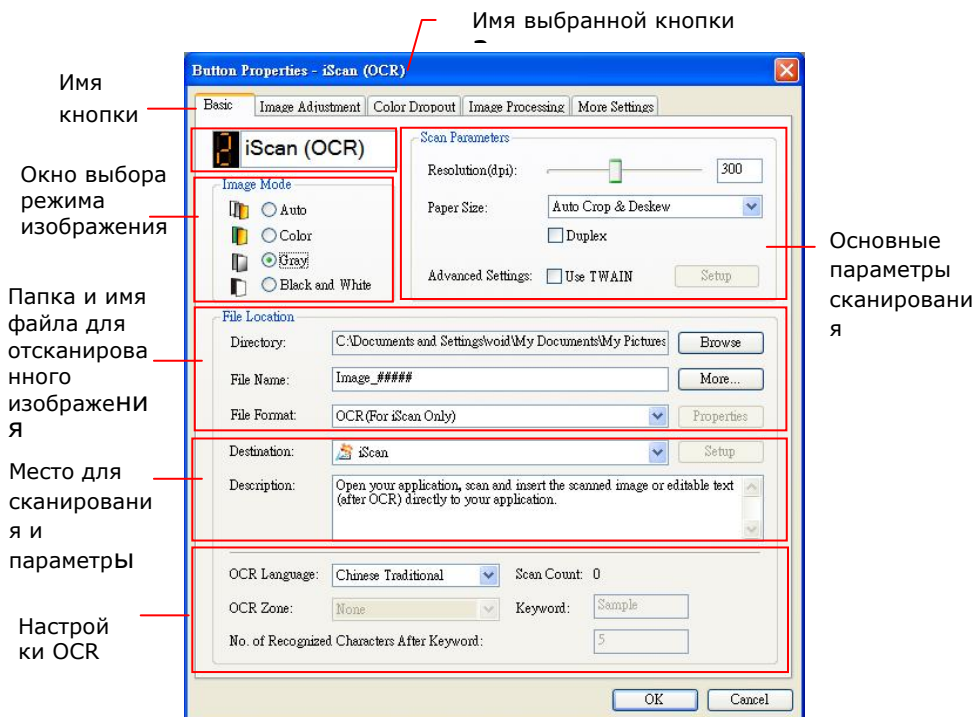 Имя выбранной кнопки
Button Properties - iScan (OCR)
Имя
кнопки
Basic Image Adjustment Color Dropout Image Processing More Settings
2 iScan (OCR)
Окно выбора
режима
изображения
Image Mode
Auto
Color
Gray
Black and White
Scan Parameters
Resolution(dpi): 300
Paper Size: Auto Crop & Deskew
Duplex
Advanced Settings: Use TWAIN Setup
Основные
параметры
сканировани
я
Папка и имя
файла для
отсканирова
нного
изображени
я
File Location
Directory: C:\Documents and Settings\void\My Documents\My Pictures Browse
File Name: Image_##### More...
File Format: OCR(For iScan Only) Properties
Место для
сканировани
я и
параметры
Destination: iScan Setup
Description: Open your application, scan and insert the scanned image or editable text
(after OCR) directly to your application.
Настрой
ки OCR
OCR Language: Chinese Traditional Scan Count: 0
OCR Zone: None Keyword: Sample
No. of Recognized Characters After Keyword: 5
OK Cancel